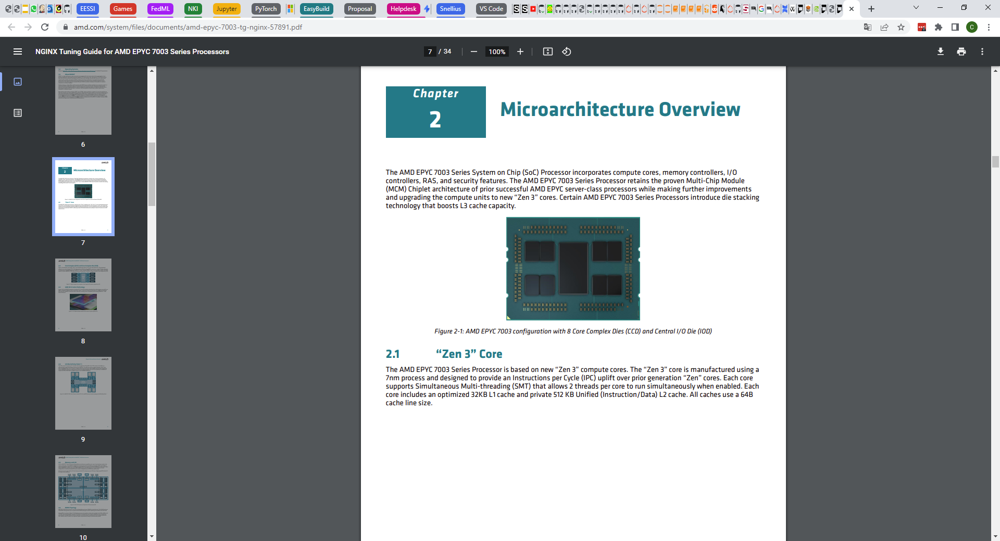 EESSI Games FedML NKI Jupyter PyTorch EasyBuild Proposal Helpdesk Snellius VS Code
amd.com/system/files/documents/amd-epyc-7003-tg-nginx-57891.pdf
C
NGINX Tuning Guide for AMD EPYC 7003 Series Processors
7 / 34
100%
6
7
8
9
10
Chapter
2
Microarchitecture Overview
The AMD EPYC 7003 Series System on Chip (SoC) Processor incorporates compute cores, memory controllers, I/O
controllers, RAS, and security features. The AMD EPYC 7003 Series Processor retains the proven Multi-Chip Module
(MCM) Chiplet architecture of prior successful AMD EPYC server-class processors while making further improvements
and upgrading the compute units to new “Zen 3” cores. Certain AMD EPYC 7003 Series Processors introduce die stacking
technology that boosts L3 cache capacity.
Figure 2-1: AMD EPYC 7003 configuration with 8 Core Complex Dies (CCD) and Central I/O Die (IOD)
2.1 “Zen 3” Core
The AMD EPYC 7003 Series Processor is based on new “Zen 3” compute cores. The “Zen 3” core is manufactured using a
7nm process and designed to provide an Instructions per Cycle (IPC) uplift over prior generation “Zen” cores. Each core
supports Simultaneous Multi-threading (SMT) that allows 2 threads per core to run simultaneously when enabled. Each
core includes an optimized 32KB L1 cache and private 512 KB Unified (Instruction/Data) L2 cache. All caches use a 64B
cache line size.